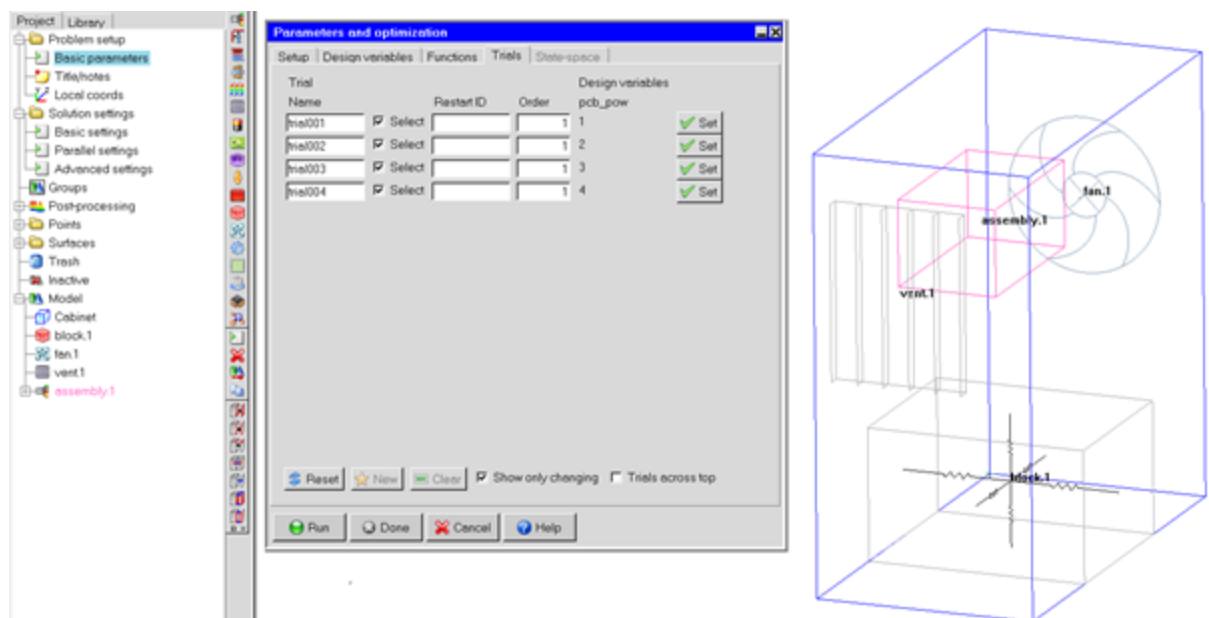 Project Library
Problem setup
Basic parameters
Title/notes
Local coords
Solution settings
Basic settings
Parallel settings
Advanced settings
Groups
Post-processing
Points
Surfaces
Trash
Inactive
Model
Cabinet
block.1
fan.1
vent.1
assembly.1
Parameters and optimization
Setup Design variables Functions Trials State-space
Trial Design variables
Name Restart ID Order pcb_pow
trial001 Select 1 1 Set
trial002 Select 1 2 Set
trial003 Select 1 3 Set
trial004 Select 1 4 Set
Reset New Clear Show only changing Trials across top
Run Done Cancel Help
fan.1
assembly.1
vent.1
block.1